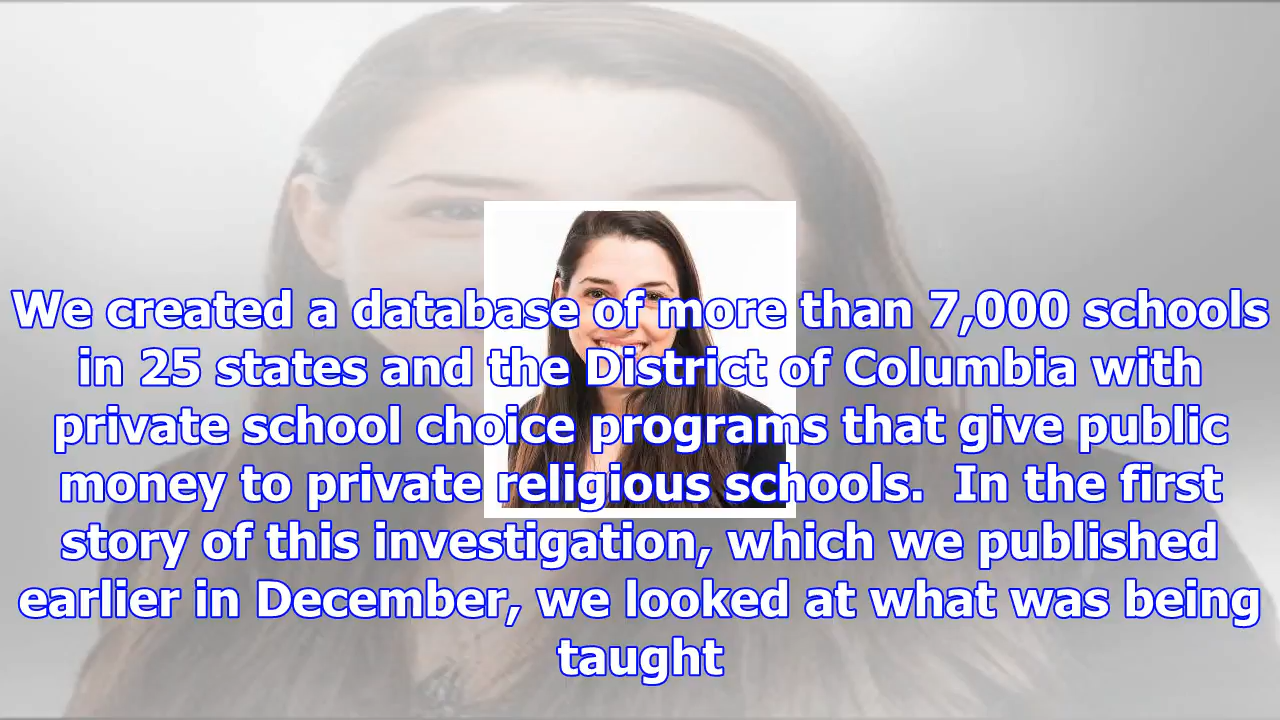 We created a database of more than 7,000 schools
in 25 states and the District of Columbia with
private school choice programs that give public
money to private religious schools.  In the first
story of this investigation, which we published
earlier in December, we looked at what was being
taught